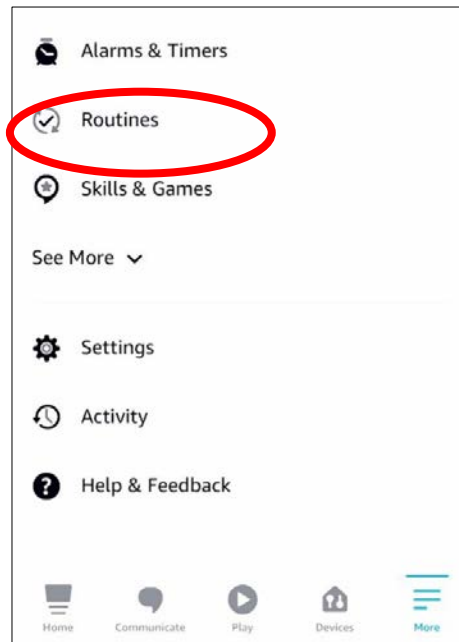 Alarms & Timers
Routines
Skills & Games
See More
Settings
Activity
Help & Feedback
Home Communicate Play Devices More